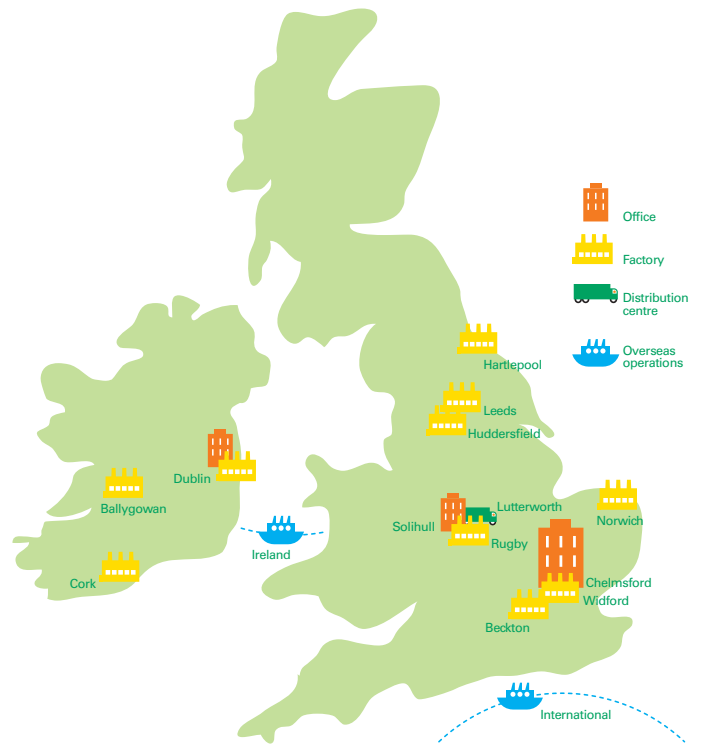 Office
Factory
Distribution
centre
Overseas
operations
Hartlepool
Leeds
Huddersfield
Dublin
Ballygowan
Lutterworth
Norwich
Solihull
Rugby
Ireland
Cork
Chelmsford
Widford
Beckton
International